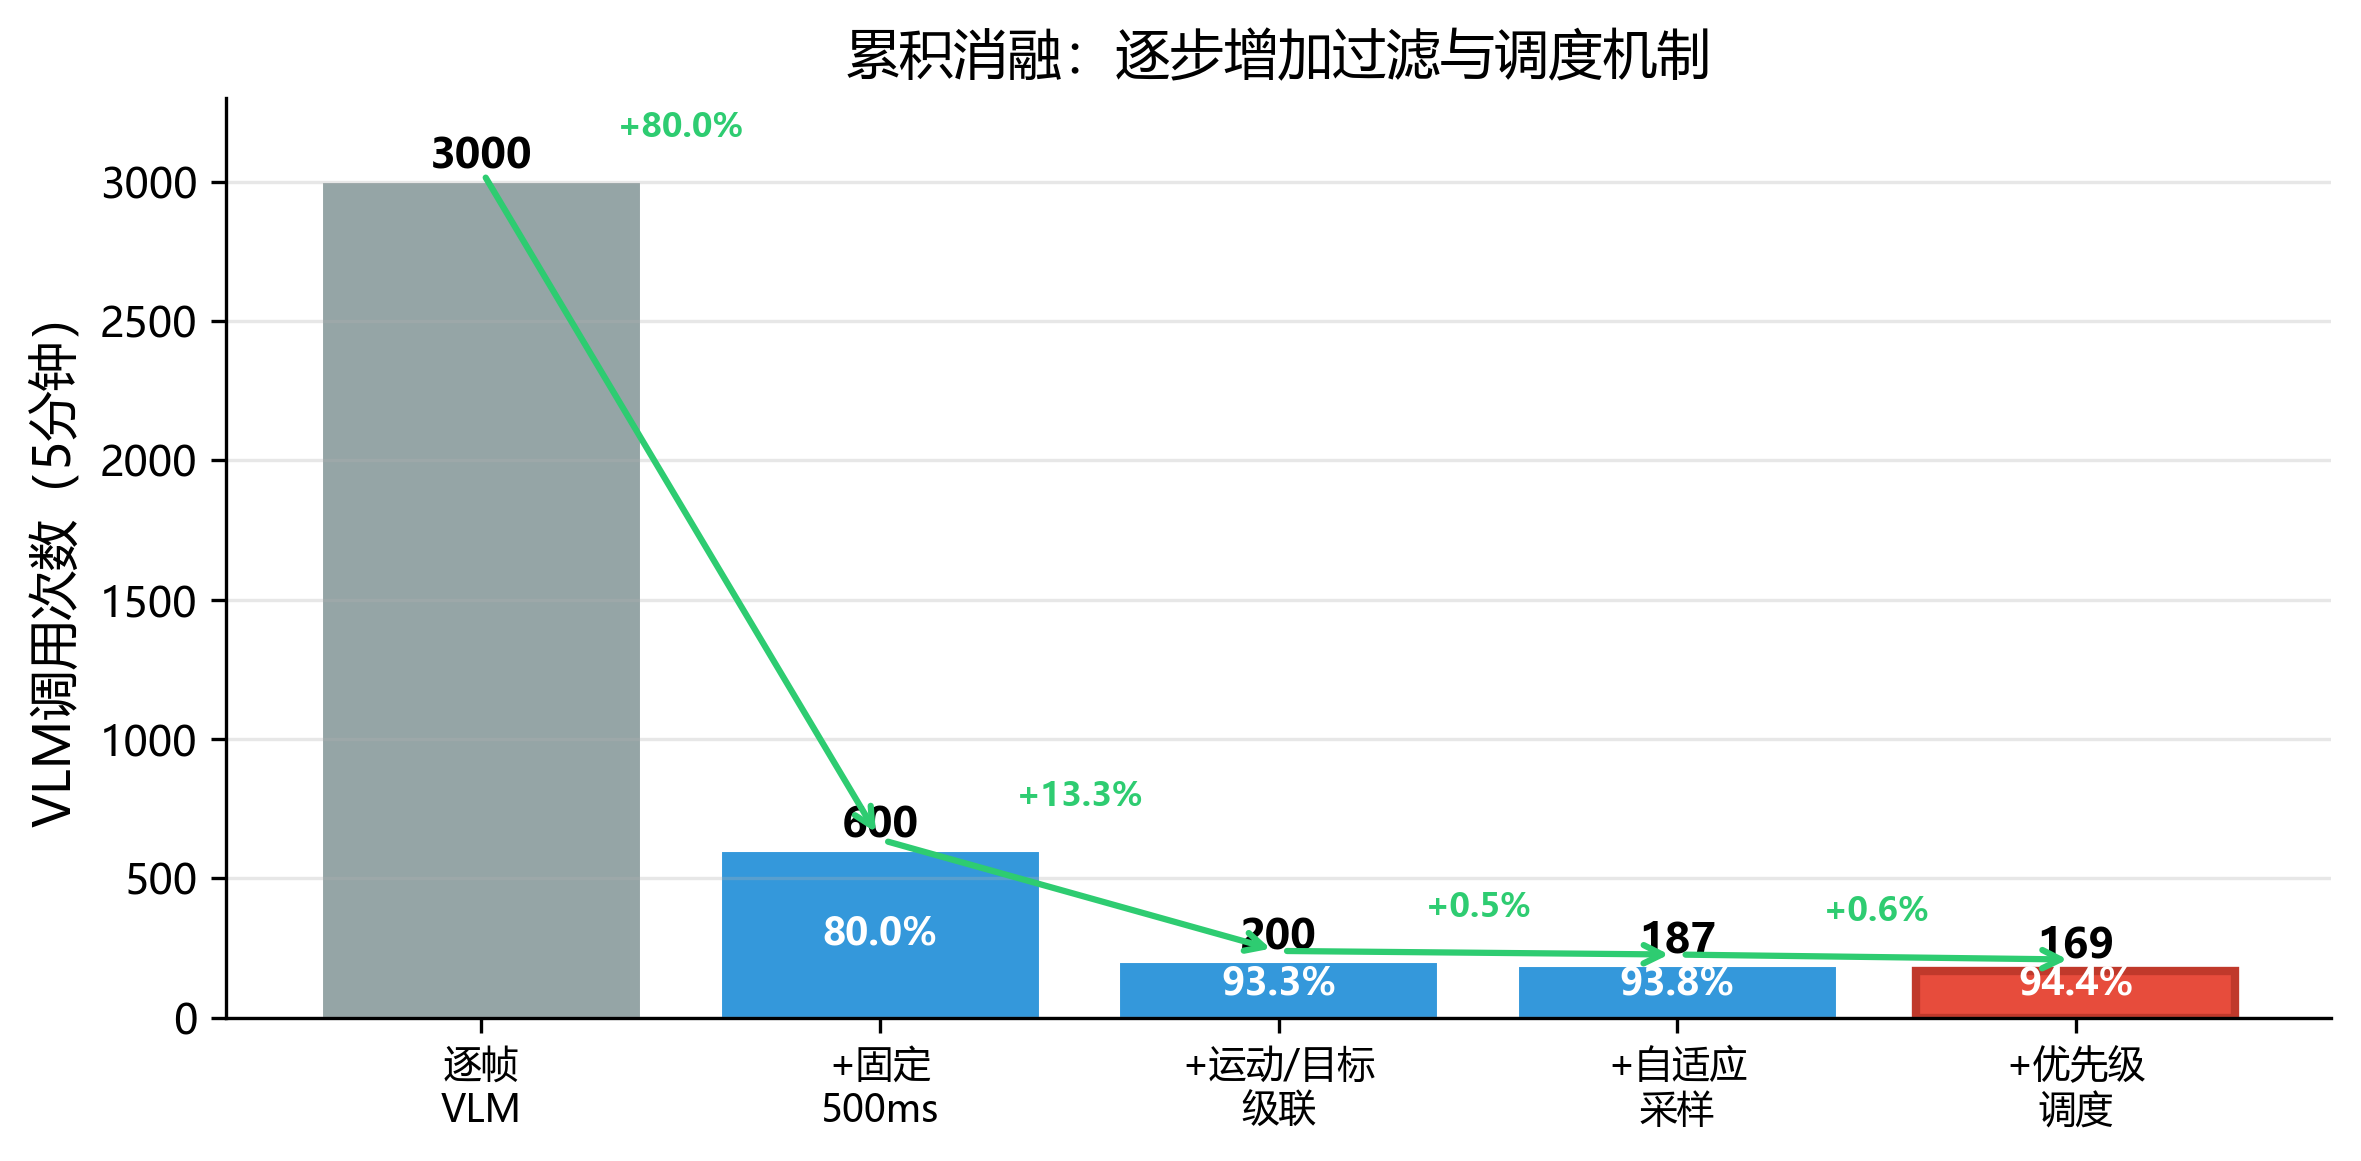 累积消融：逐步增加过滤与调度机制
VLM调用次数（5分钟）
3000
2500
2000
1500
1000
500
0
3000
+80.0%
600
80.0%
+13.3%
200
93.3%
+0.5%
187
93.8%
+0.6%
169
94.4%
逐帧
VLM
+固定
500ms
+运动/目标
级联
+自适应
采样
+优先级
调度